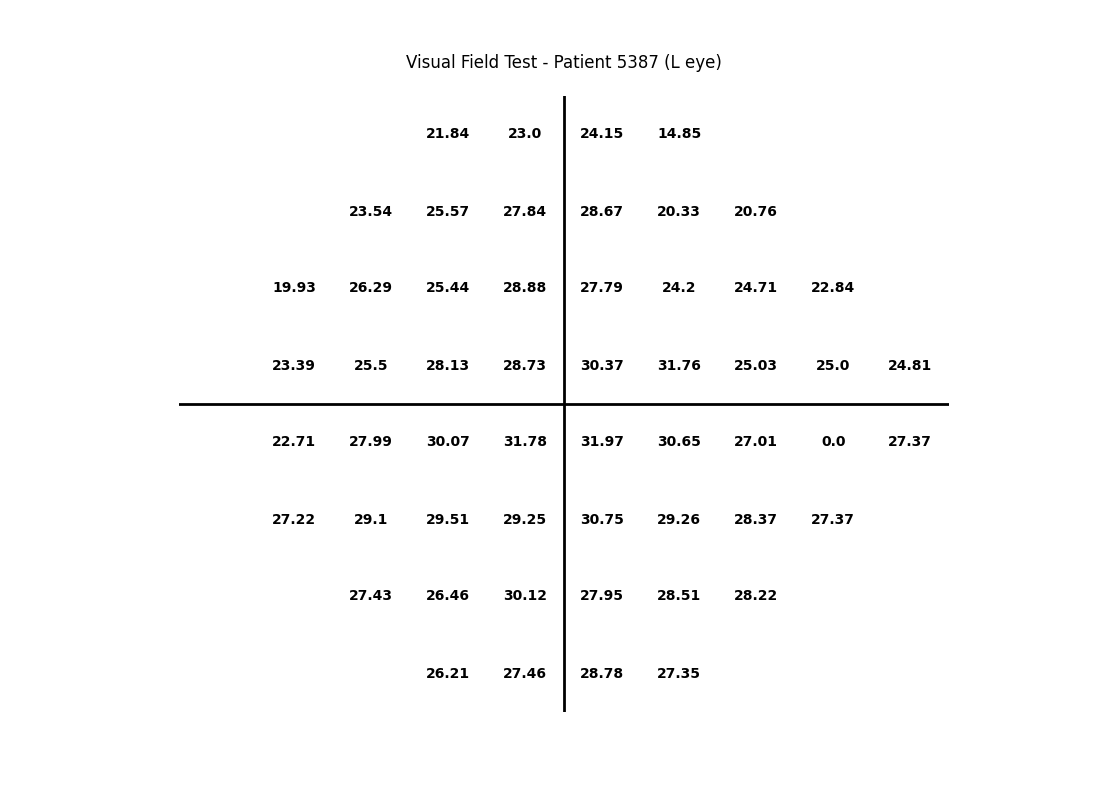 Visual Field Test - Patient 5387 (L eye)
21.84 23.0 24.15 14.85
23.54 25.57 27.84 28.67 20.33 20.76
19.93 26.29 25.44 28.88 27.79 24.2 24.71 22.84
23.39 25.5 28.13 28.73 30.37 31.76 25.03 25.0 24.81
22.71 27.99 30.07 31.78 31.97 30.65 27.01 0.0 27.37
27.22 29.1 29.51 29.25 30.75 29.26 28.37 27.37
27.43 26.46 30.12 27.95 28.51 28.22
26.21 27.46 28.78 27.35